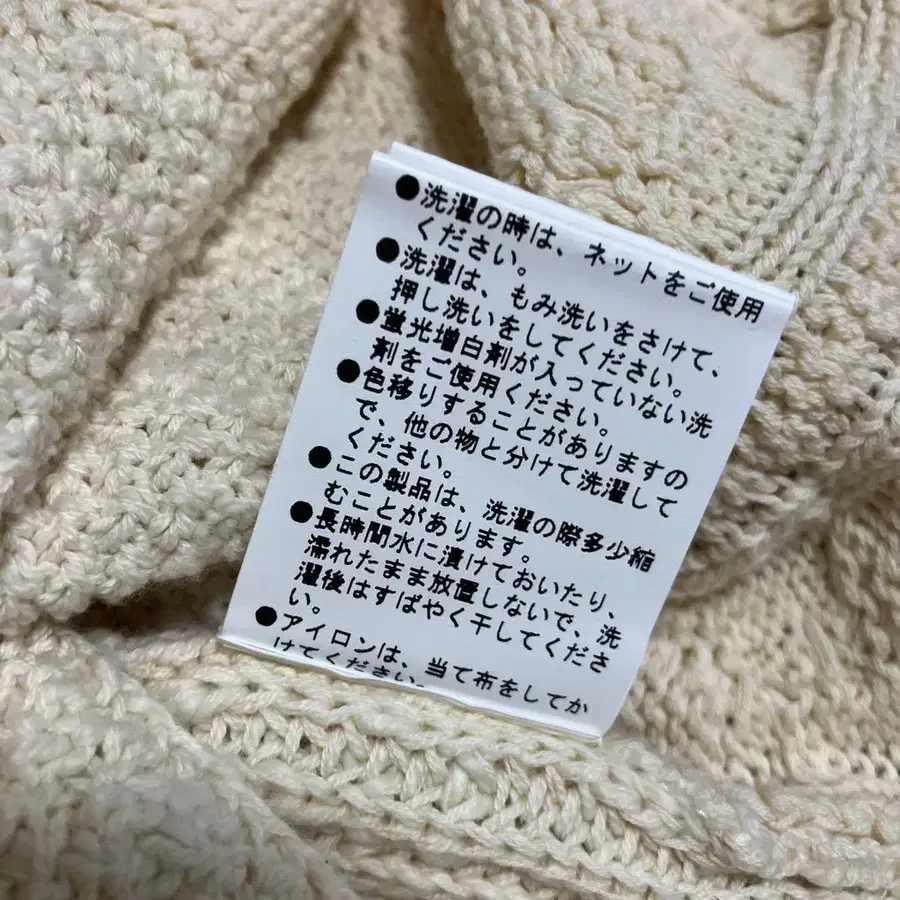 ●洗濯の時は、ネットをご使用
ください。
●洗濯は、もみ洗いをさけて、
押し洗いをしてください。
●蛍光増白剤が入っていない洗
剤をご使用ください。
●色移りすることがありますの
で、他の物と分けて洗濯して
ください。
●この製品は、洗濯の際多少縮
むことがあります。
●長時間水に漬けておいたり、
濡れたまま放置しないで、洗
濯後はすばやく干してくださ
い。
●アイロンは、当て布をしてか
けてください。